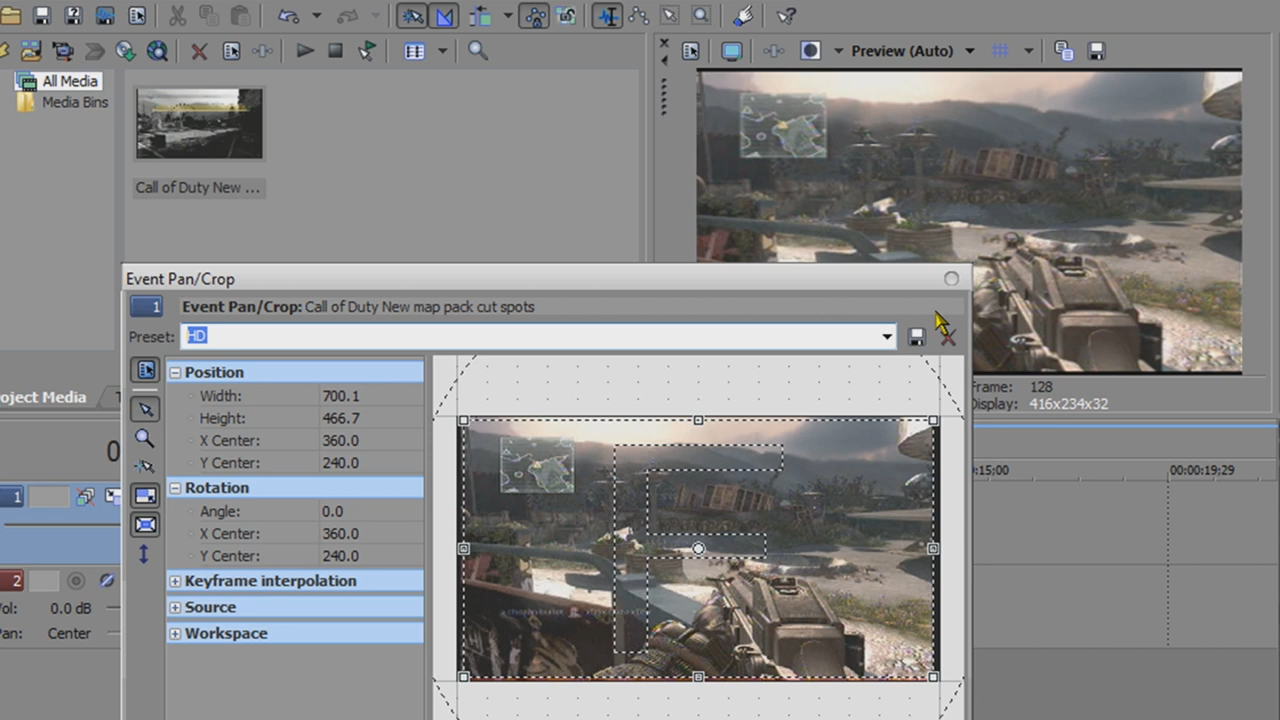 Preview (Auto)
All Media
Media Bins
Call of Duty New ...
Event Pan/Crop
1
Event Pan/Crop: Call of Duty New map pack cut spots
Preset:
HD
Position
Width: 700.1
Height: 466.7
X Center: 360.0
Y Center: 240.0
Rotation
Angle: 0.0
X Center: 360.0
Y Center: 240.0
Keyframe interpolation
Source
Workspace
Frame: 128
Display: 416x234x32
oject Media
T
0
:15;00
00:00:19;29
1
2
Vol: 0.0 dB
Pan: Center